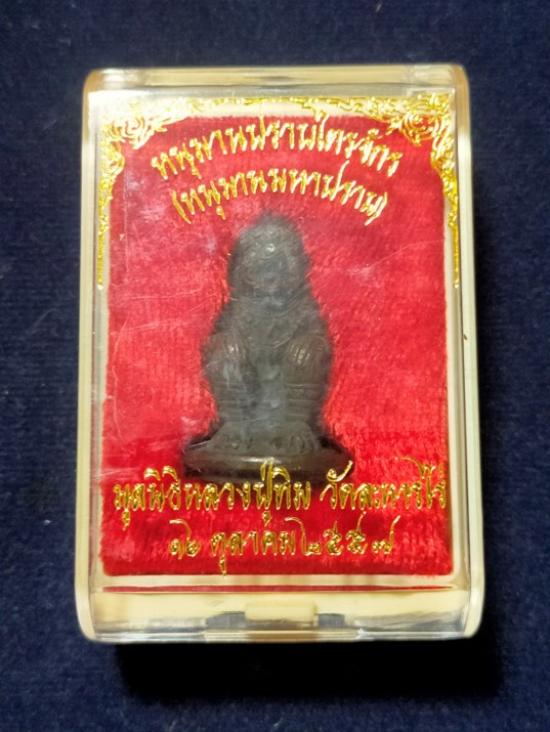 หนุมานปราบไตรจักร
(หนุมานมหาปราบ)
มูลนิธิหลวงปู่ทิม วัดละหารไร่
๑๒ ตุลาคม ๒๕๕๗